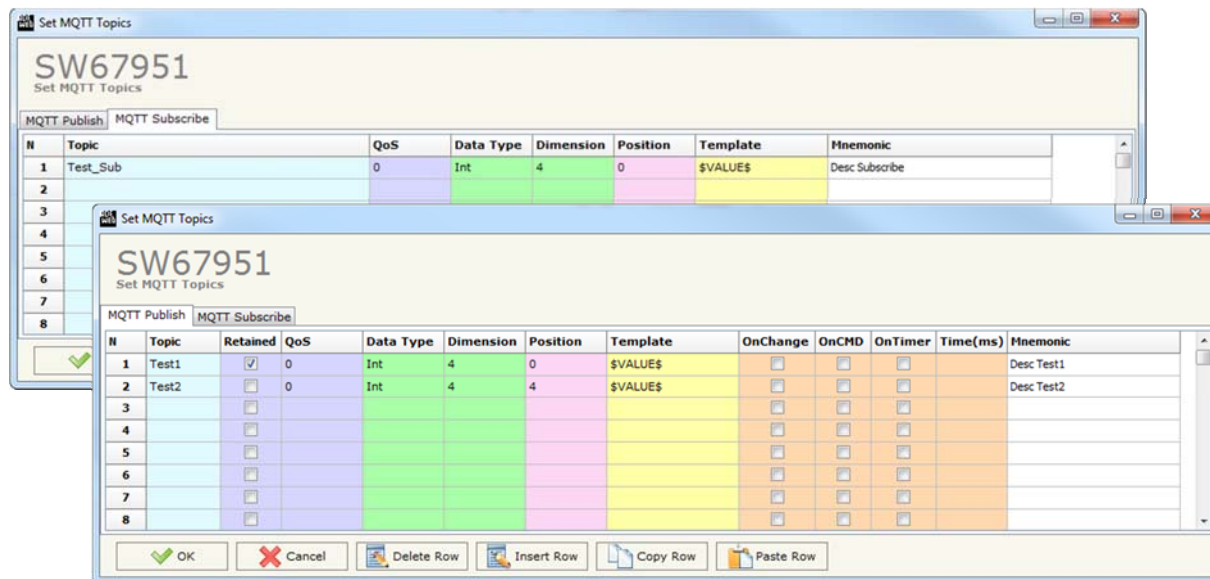 Set MQTT Topics
SW67951
Set MQTT Topics
MQTT Publish MQTT Subscribe
N Topic QoS Data Type Dimension Position Template Mnemonic
1 Test_Sub 0 Int 4 0 $VALUE$ Desc Subscribe
2
3
4
5
6
7
8
Set MQTT Topics
SW67951
Set MQTT Topics
MQTT Publish MQTT Subscribe
N Topic Retained QoS Data Type Dimension Position Template OnChange OnCMD OnTimer Time(ms) Mnemonic
1 Test1 0 Int 4 0 $VALUE$ Desc Test1
2 Test2 0 Int 4 4 $VALUE$ Desc Test2
3
4
5
6
7
8
OK Cancel Delete Row Insert Row Copy Row Paste Row